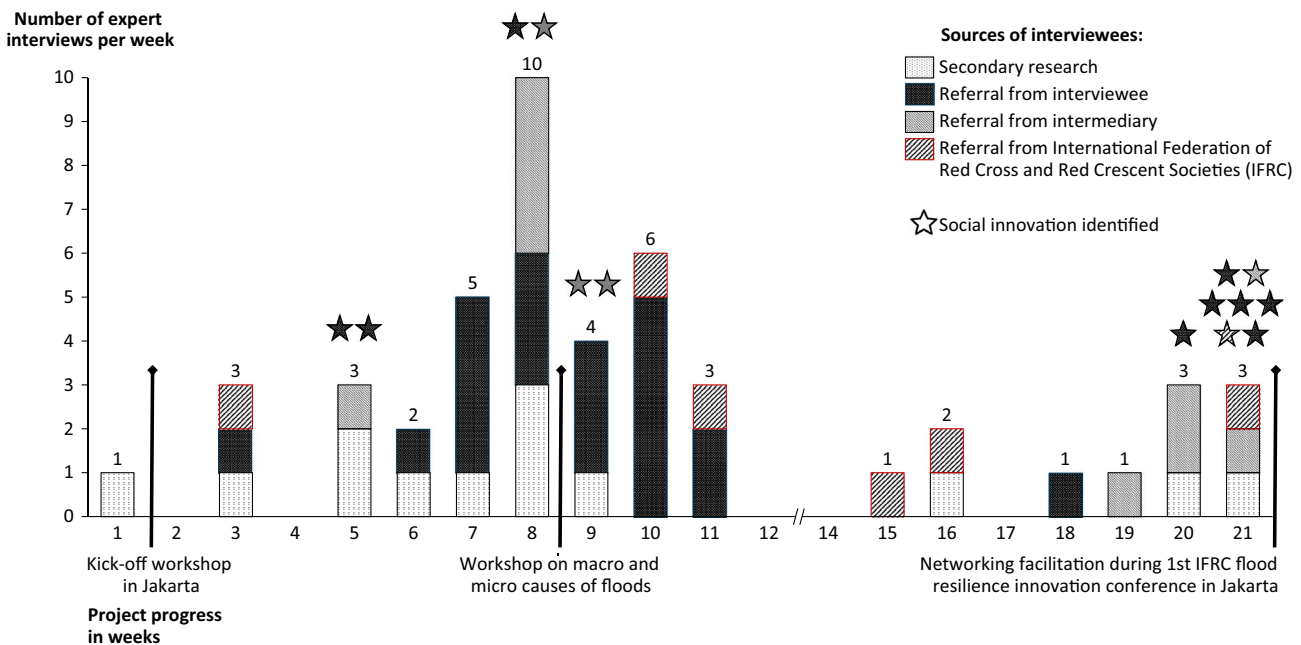 Number of expert
interviews per week
Sources of interviewees:
Secondary research
Referral from interviewee
Referral from intermediary
Referral from International Federation of
Red Cross and Red Crescent Societies (IFRC)
Social innovation identified
10
9
8
7
6
5
4
3
2
1
0
1
3
3
2
5
10
4
6
3
1
2
1
1
3
3
1 2 3 4 5 6 7 8 9 10 11 12 // 14 15 16 17 18 19 20 21
Kick-off workshop
in Jakarta
Workshop on macro and
micro causes of floods
Networking facilitation during 1st IFRC flood
resilience innovation conference in Jakarta
Project progress
in weeks